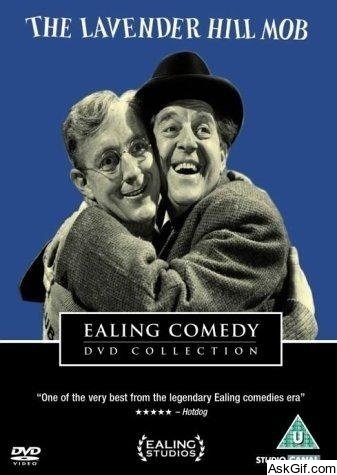 THE LAVENDER HILL MOB
EALING COMEDY
DVD COLLECTION
"One of the very best from the legendary Ealing comedies era"
★★★★★ – Hotdog
DVD
VIDEO
EALING
STUDIOS
U
STUDIO CANAL
AskGif.com